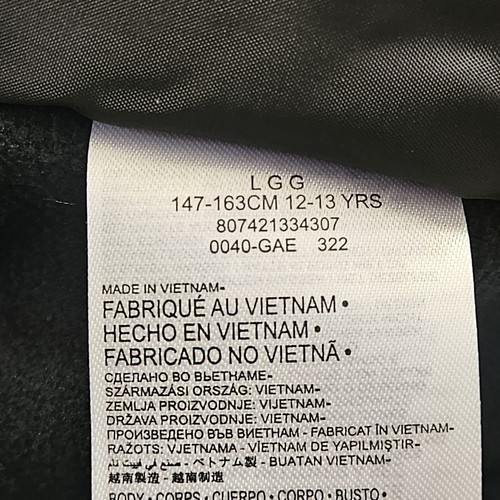 LGG
147-163CM 12-13 YRS
807421334307
0040-GAE 322
MADE IN VIETNAM-
FABRIQUÉ AU VIETNAM •
HECHO EN VIETNAM •
FABRICADO NO VIETNÃ •
СДЕЛАНО ВО ВЬЕТНАМЕ-
SZÁRMAZÁSI ORSZÁG: VIETNAM-
ZEMLJA PROIZVODNJE: VIJETNAM-
DRŽAVA PROIZVODNJE: VIETNAM-
ПРОИЗВЕДЕНО ВЪВ ВИЕТНАМ - FABRICAT ÎN VIETNAM-
RAŽOTS: VJETNAMA - VİETNAM DE YAPILMIŞTIR-
صنع في فييت نام - ベトナム製 - BUATAN VIETNAM-
越南製造 - 越南制造
BODY • CORPS • CUERPO • CORPO • BUSTO •